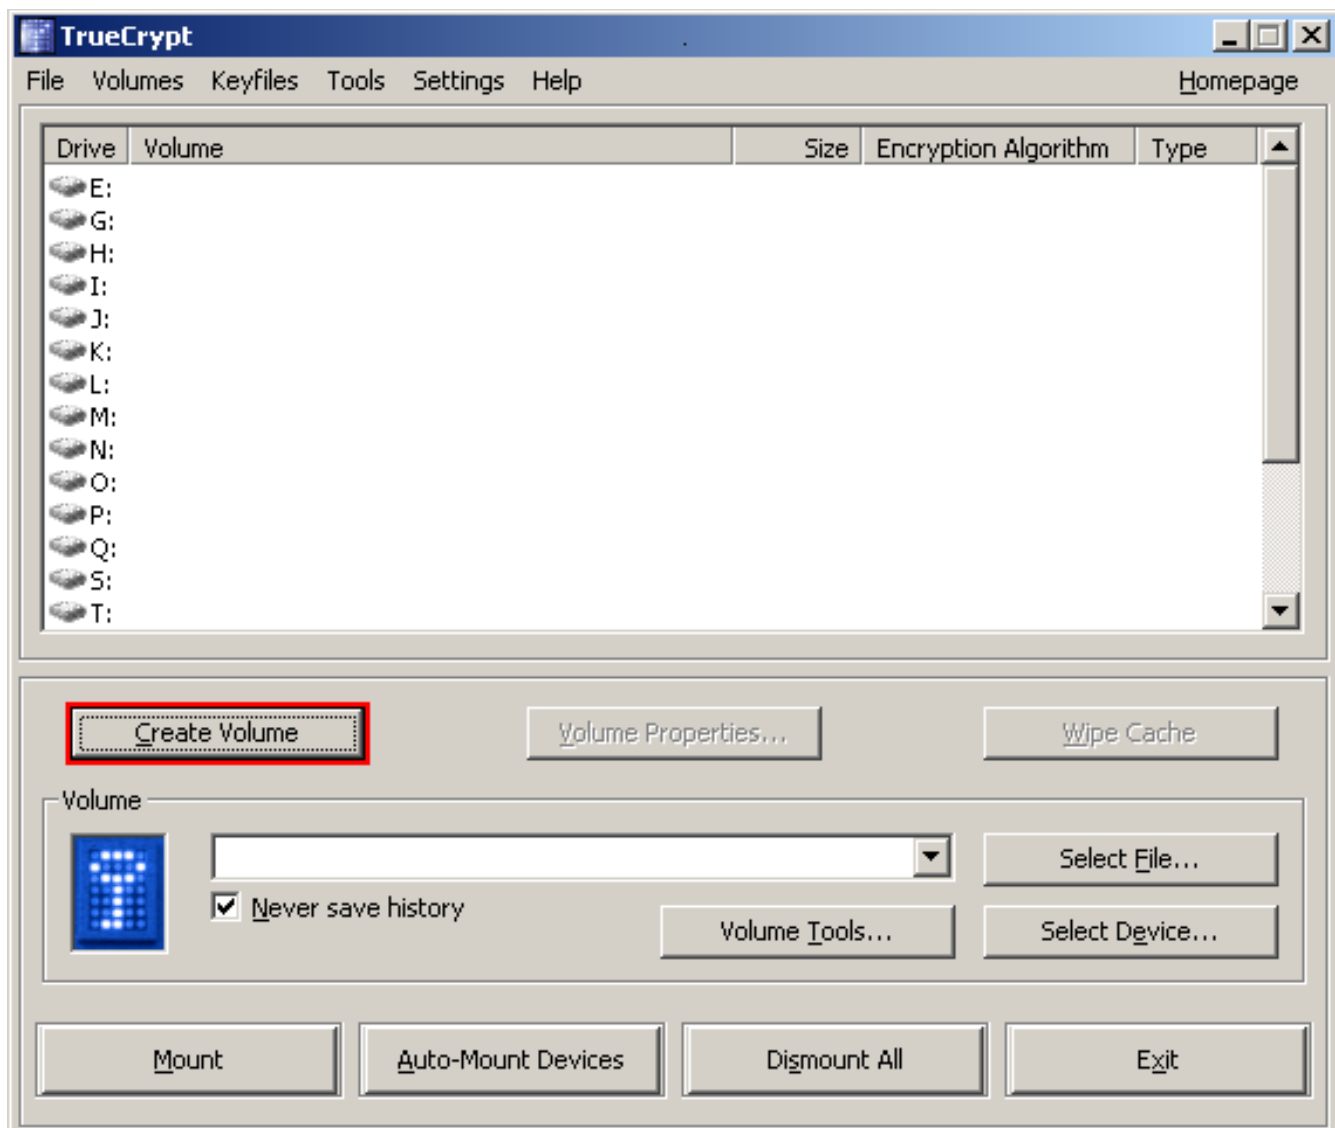 TrueCrypt
File Volumes Keyfiles Tools Settings Help Homepage
Drive Volume Size Encryption Algorithm Type
E:
G:
H:
I:
J:
K:
L:
M:
N:
O:
P:
Q:
S:
T:
Create Volume Volume Properties... Wipe Cache
Volume
Select File...
Never save history
Volume Tools... Select Device...
Mount Auto-Mount Devices Dismount All Exit